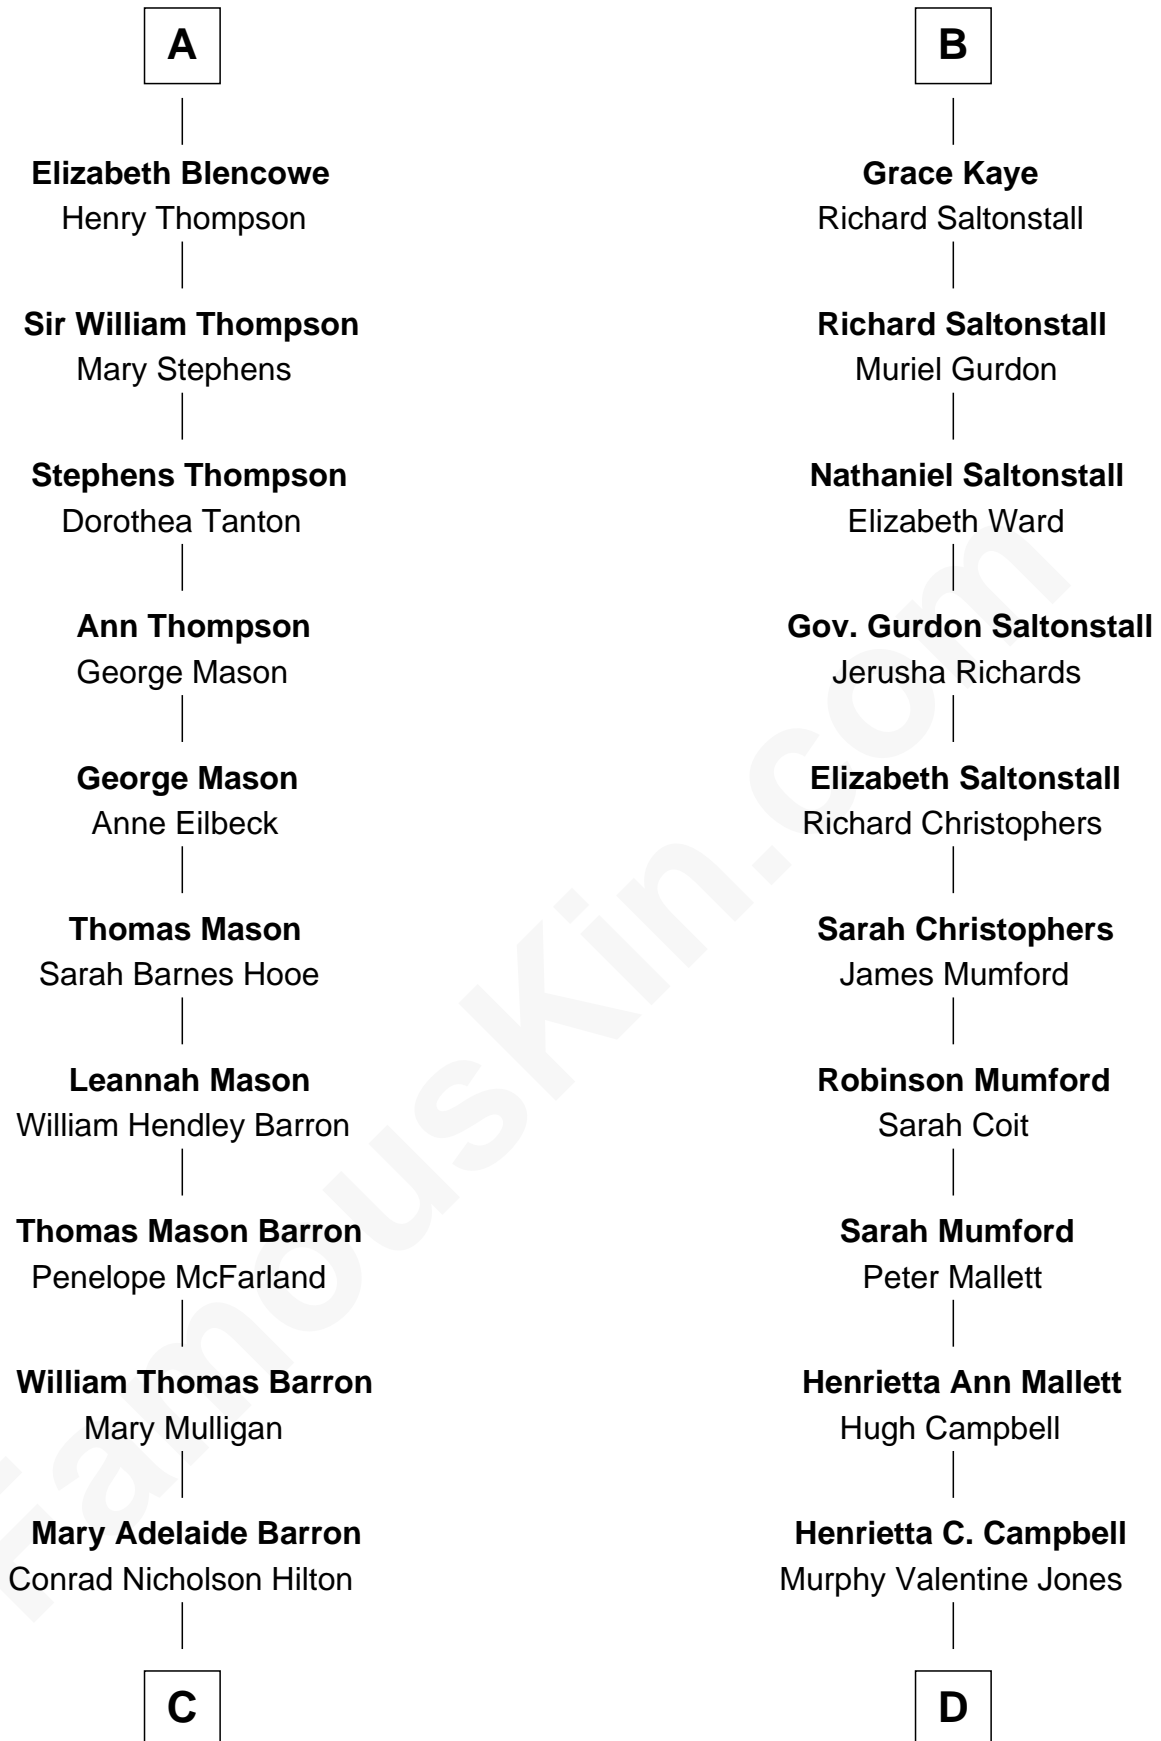 A
Elizabeth Blencowe
Henry Thompson
Sir William Thompson
Mary Stephens
Stephens Thompson
Dorothea Tanton
Ann Thompson
George Mason
George Mason
Anne Eilbeck
Thomas Mason
Sarah Barnes Hooe
Leannah Mason
William Hendley Barron
Thomas Mason Barron
Penelope McFarland
William Thomas Barron
Mary Mulligan
Mary Adelaide Barron
Conrad Nicholson Hilton
C
B
Grace Kaye
Richard Saltonstall
Richard Saltonstall
Muriel Gurdon
Nathaniel Saltonstall
Elizabeth Ward
Gov. Gurdon Saltonstall
Jerusha Richards
Elizabeth Saltonstall
Richard Christophers
Sarah Christophers
James Mumford
Robinson Mumford
Sarah Coit
Sarah Mumford
Peter Mallett
Henrietta Ann Mallett
Hugh Campbell
Henrietta C. Campbell
Murphy Valentine Jones
D
FamousKin.com